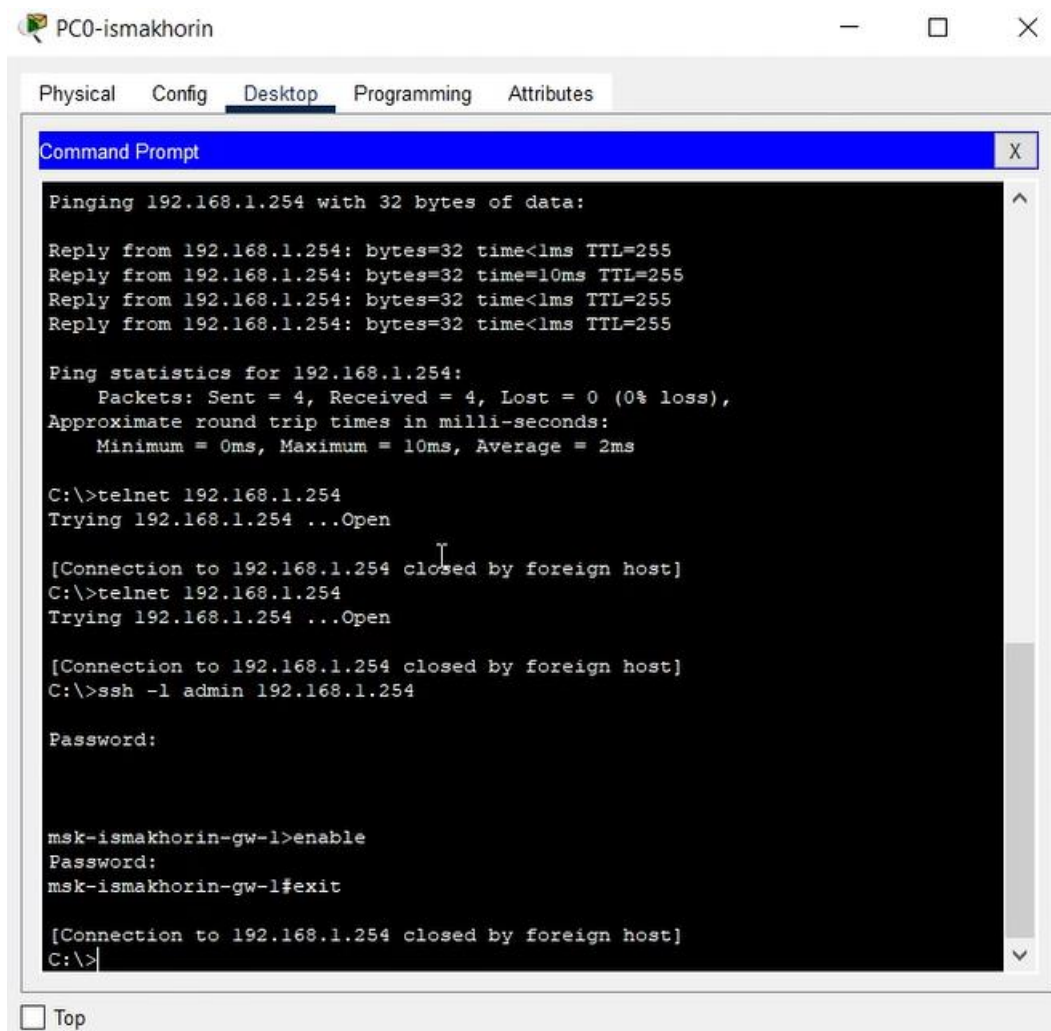 PC0-ismakhorin
Physical Config Desktop Programming Attributes
Command Prompt X
Pinging 192.168.1.254 with 32 bytes of data:
Reply from 192.168.1.254: bytes=32 time<1ms TTL=255
Reply from 192.168.1.254: bytes=32 time=10ms TTL=255
Reply from 192.168.1.254: bytes=32 time<1ms TTL=255
Reply from 192.168.1.254: bytes=32 time<1ms TTL=255
Ping statistics for 192.168.1.254:
Packets: Sent = 4, Received = 4, Lost = 0 (0% loss),
Approximate round trip times in milli-seconds:
Minimum = 0ms, Maximum = 10ms, Average = 2ms
C:\>telnet 192.168.1.254
Trying 192.168.1.254 ...Open
[Connection to 192.168.1.254 closed by foreign host]
C:\>telnet 192.168.1.254
Trying 192.168.1.254 ...Open
[Connection to 192.168.1.254 closed by foreign host]
C:\>ssh -l admin 192.168.1.254
Password:
msk-ismakhorin-gw-1>enable
Password:
msk-ismakhorin-gw-1#exit
[Connection to 192.168.1.254 closed by foreign host]
C:\>
Top